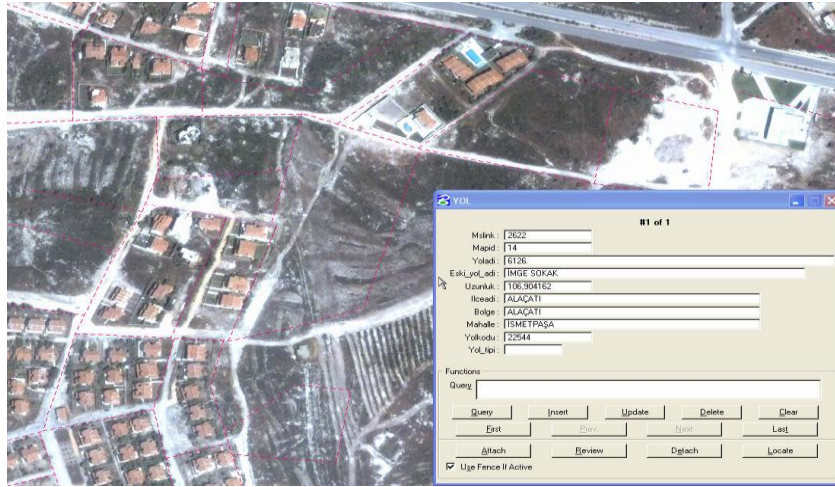 YOL
#1 of 1
Mslink : 2622
Mapid : 14
Yoladi : 6126.
Eski_yol_adi : İMGE SOKAK
Uzunluk : 106,904162
Ilceadi : ALAÇATI
Bolge : ALAÇATI
Mahalle : İSMETPAŞA
Yolkodu : 22544
Yol_tipi :
Functions
Query
Query Insert Update Delete Clear
First Prev Next Last
Attach Review Detach Locate
Use Fence If Active